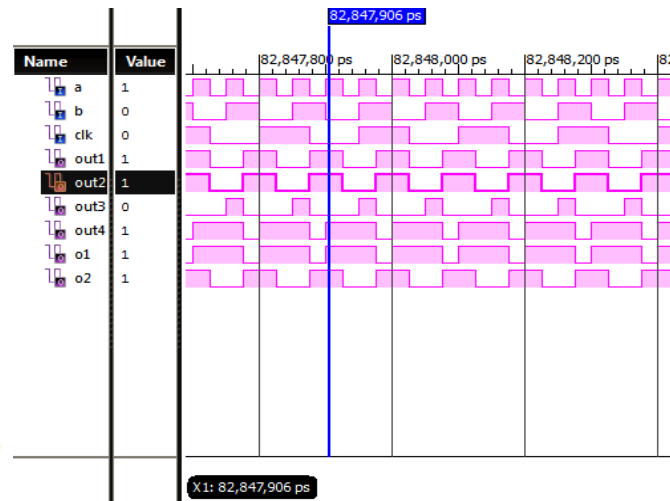 82,847,906 ps
Name Value
82,847,800 ps 82,848,000 ps 82,848,200 ps 82
a 1
b 0
clk 0
out1 1
out2 1
out3 0
out4 1
o1 1
o2 1
X1: 82,847,906 ps